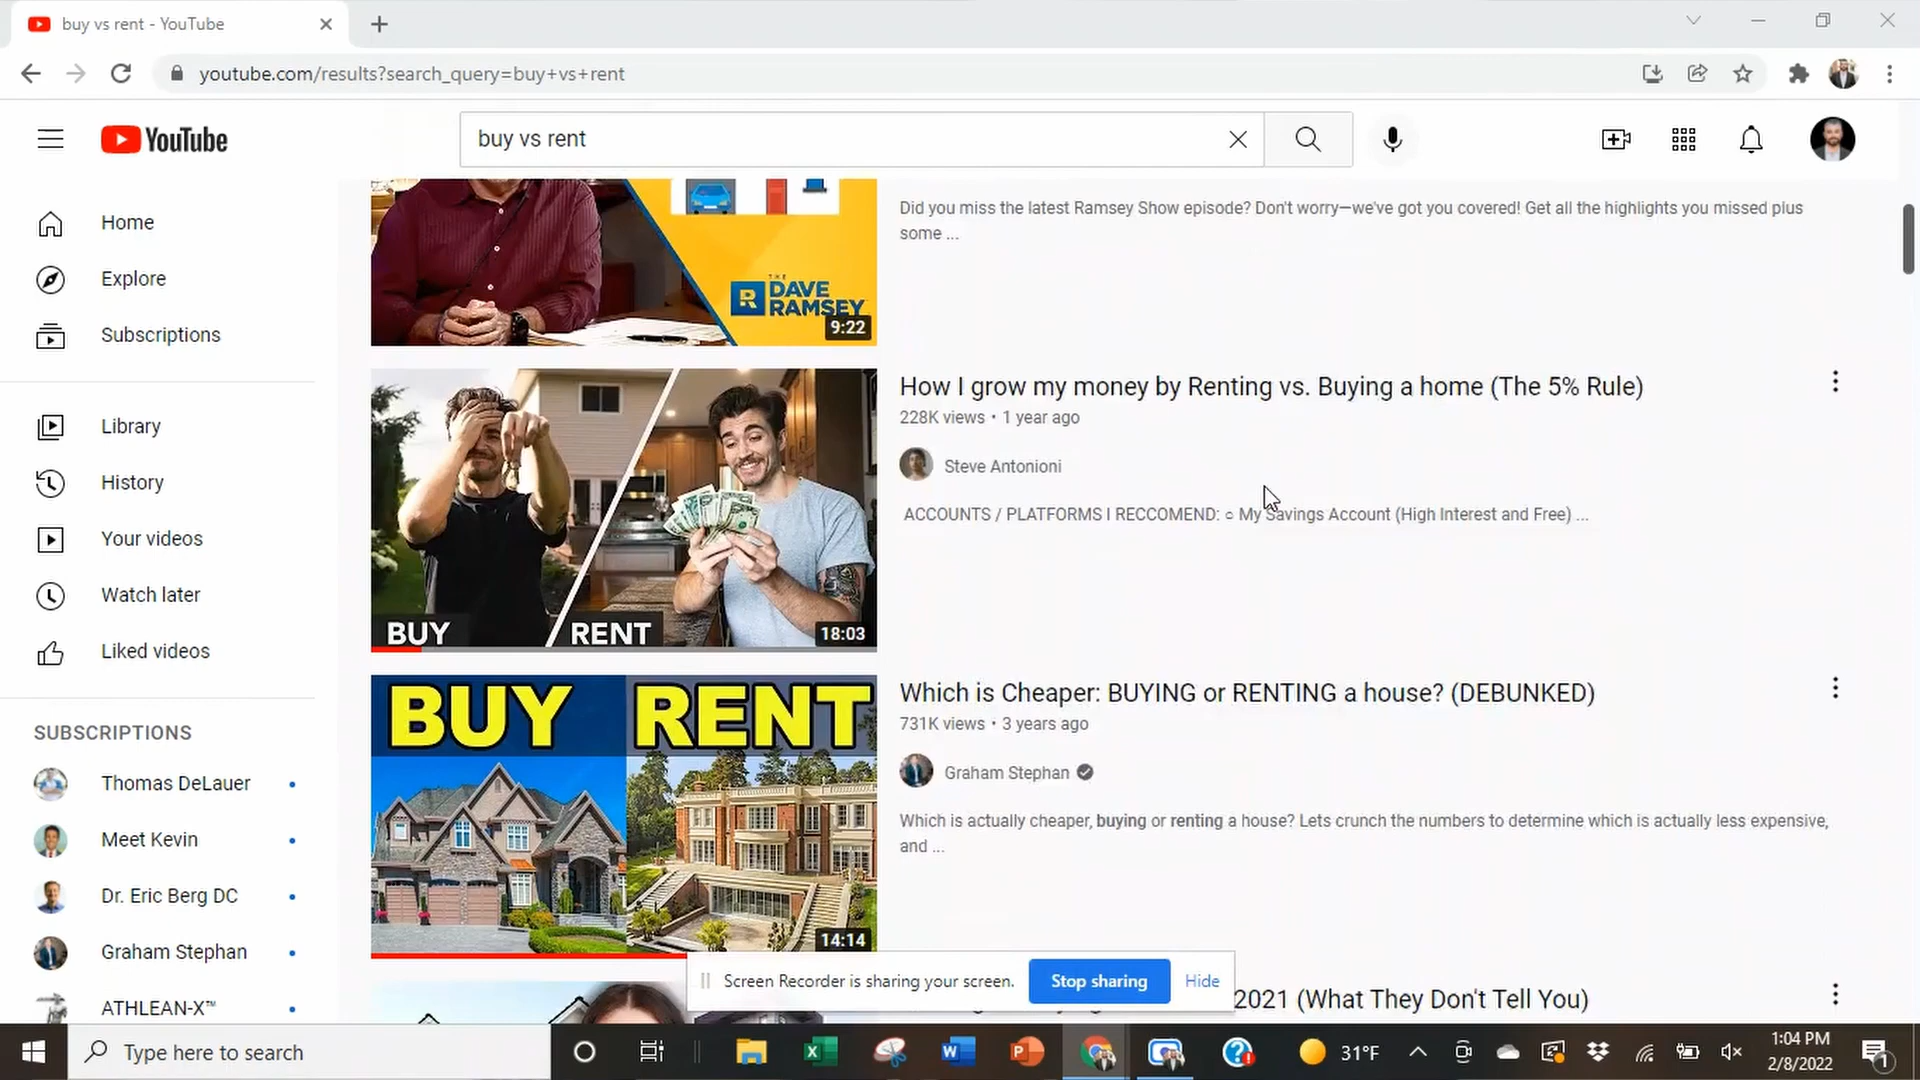 buy vs rent - YouTube
youtube.com/results?search_query=buy+vs+rent
YouTube
buy vs rent
Home
Explore
Subscriptions
Library
History
Your videos
Watch later
Liked videos
SUBSCRIPTIONS
Thomas DeLauer
Meet Kevin
Dr. Eric Berg DC
Graham Stephan
ATHLEAN-X™
THE
DAVE
RAMSEY
9:22
Did you miss the latest Ramsey Show episode? Don't worry—we've got you covered! Get all the highlights you missed plus
some ...
BUY
RENT
18:03
How I grow my money by Renting vs. Buying a home (The 5% Rule)
228K views • 1 year ago
Steve Antonioni
ACCOUNTS / PLATFORMS I RECCOMEND: ○ My Savings Account (High Interest and Free) ...
BUY
RENT
14:14
Which is Cheaper: BUYING or RENTING a house? (DEBUNKED)
731K views • 3 years ago
Graham Stephan
Which is actually cheaper, buying or renting a house? Lets crunch the numbers to determine which is actually less expensive,
and ...
2021 (What They Don't Tell You)
Screen Recorder is sharing your screen.
Stop sharing
Hide
Type here to search
31°F
1:04 PM
2/8/2022
1